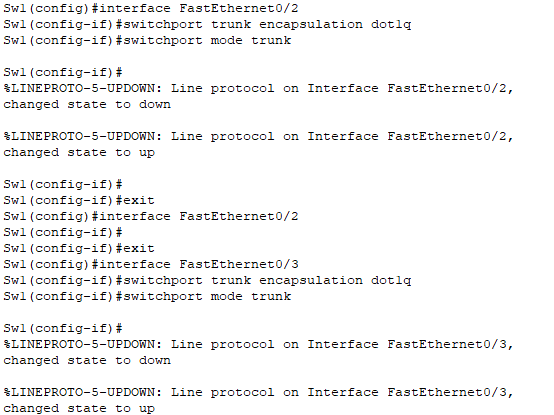 Sw1(config)#interface FastEthernet0/2
Sw1(config-if)#switchport trunk encapsulation dot1q
Sw1(config-if)#switchport mode trunk
Sw1(config-if)#
%LINEPROTO-5-UPDOWN: Line protocol on Interface FastEthernet0/2,
changed state to down
%LINEPROTO-5-UPDOWN: Line protocol on Interface FastEthernet0/2,
changed state to up
Sw1(config-if)#
Sw1(config-if)#exit
Sw1(config)#interface FastEthernet0/2
Sw1(config-if)#
Sw1(config-if)#exit
Sw1(config)#interface FastEthernet0/3
Sw1(config-if)#switchport trunk encapsulation dot1q
Sw1(config-if)#switchport mode trunk
Sw1(config-if)#
%LINEPROTO-5-UPDOWN: Line protocol on Interface FastEthernet0/3,
changed state to down
%LINEPROTO-5-UPDOWN: Line protocol on Interface FastEthernet0/3,
changed state to up